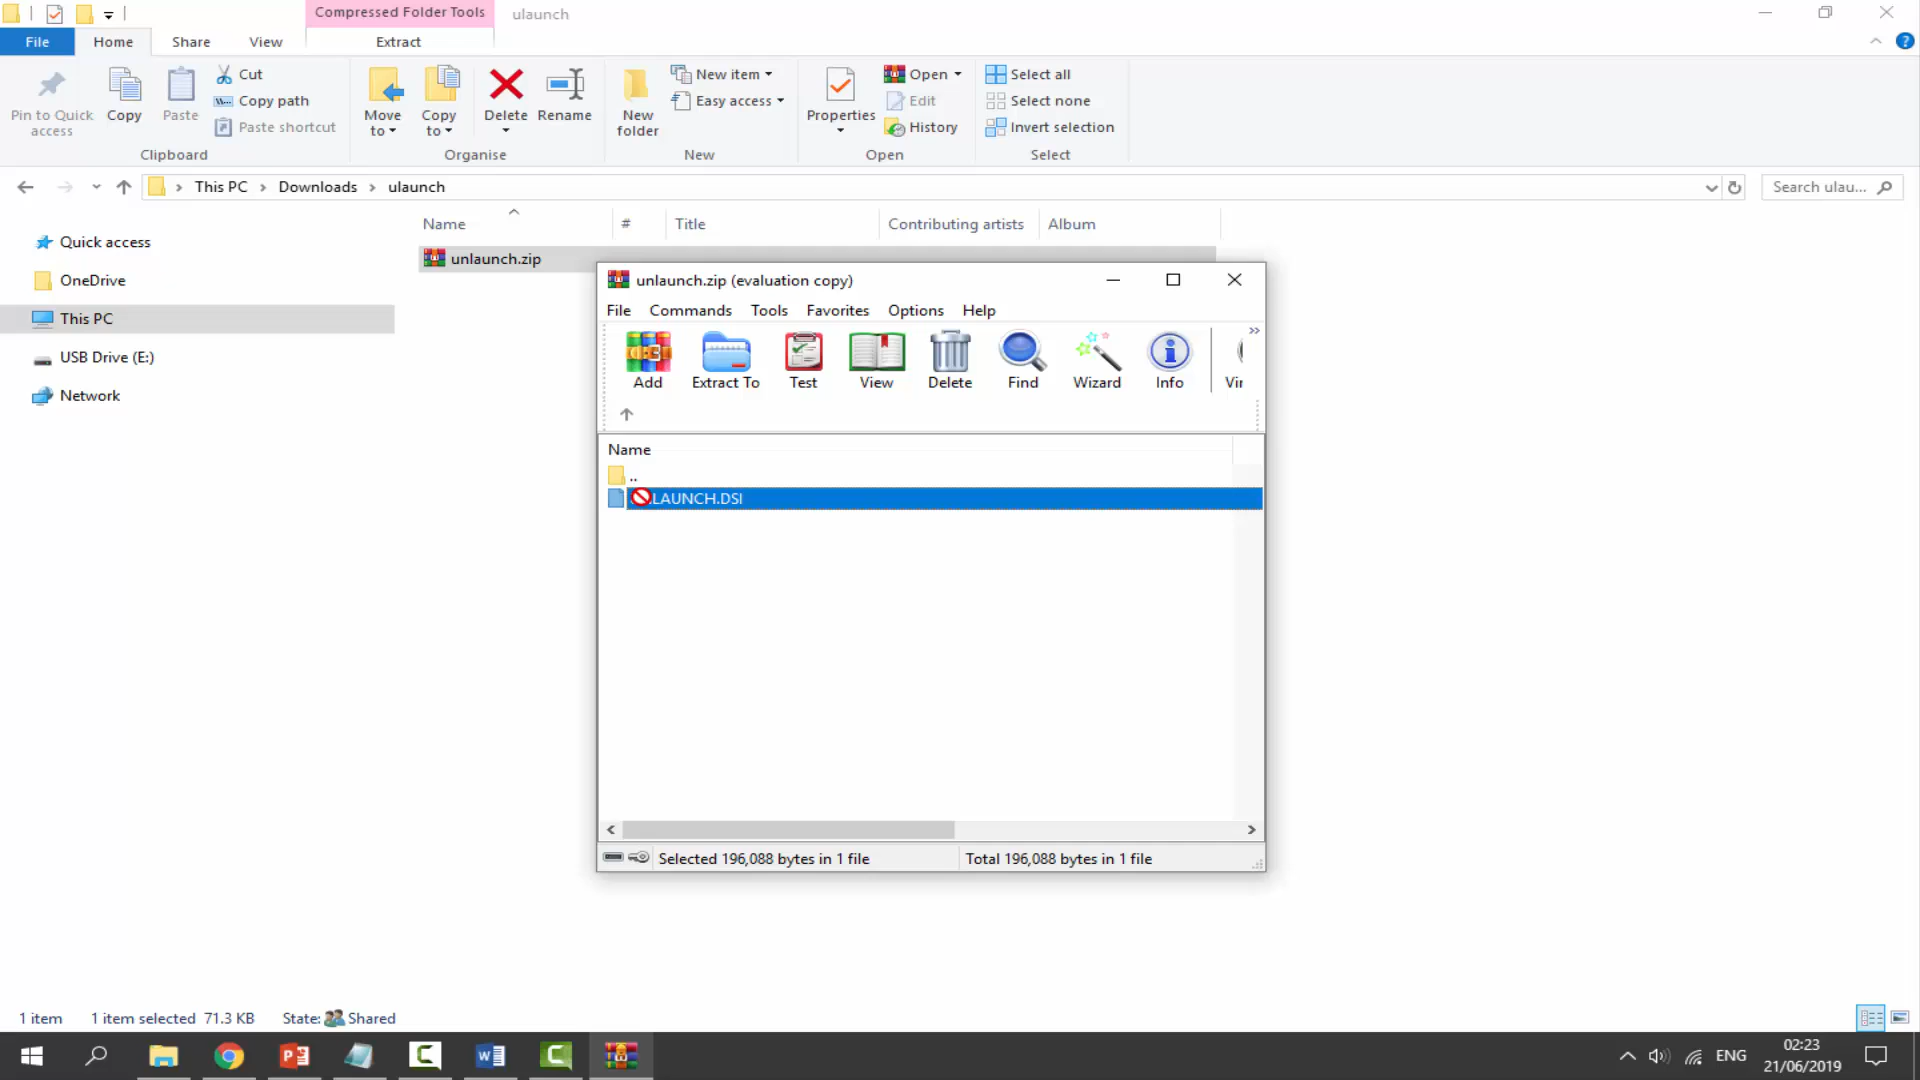 Compressed Folder Tools
ulaunch
File
Home
Share
View
Extract
Pin to Quick access
Copy
Paste
Cut
Copy path
Paste shortcut
Clipboard
Move to
Copy to
Delete
Rename
Organise
New folder
New item
Easy access
New
Properties
Open
Edit
History
Open
Select all
Select none
Invert selection
Select
This PC
Downloads
ulaunch
Search ulau...
Name
#
Title
Contributing artists
Album
Quick access
OneDrive
This PC
USB Drive (E:)
Network
unlaunch.zip
unlaunch.zip (evaluation copy)
File
Commands
Tools
Favorites
Options
Help
Add
Extract To
Test
View
Delete
Find
Wizard
Info
Vir
Name
..
LAUNCH.DSI
Selected 196,088 bytes in 1 file
Total 196,088 bytes in 1 file
1 item
1 item selected 71.3 KB
State: Shared
ENG
02:23
21/06/2019